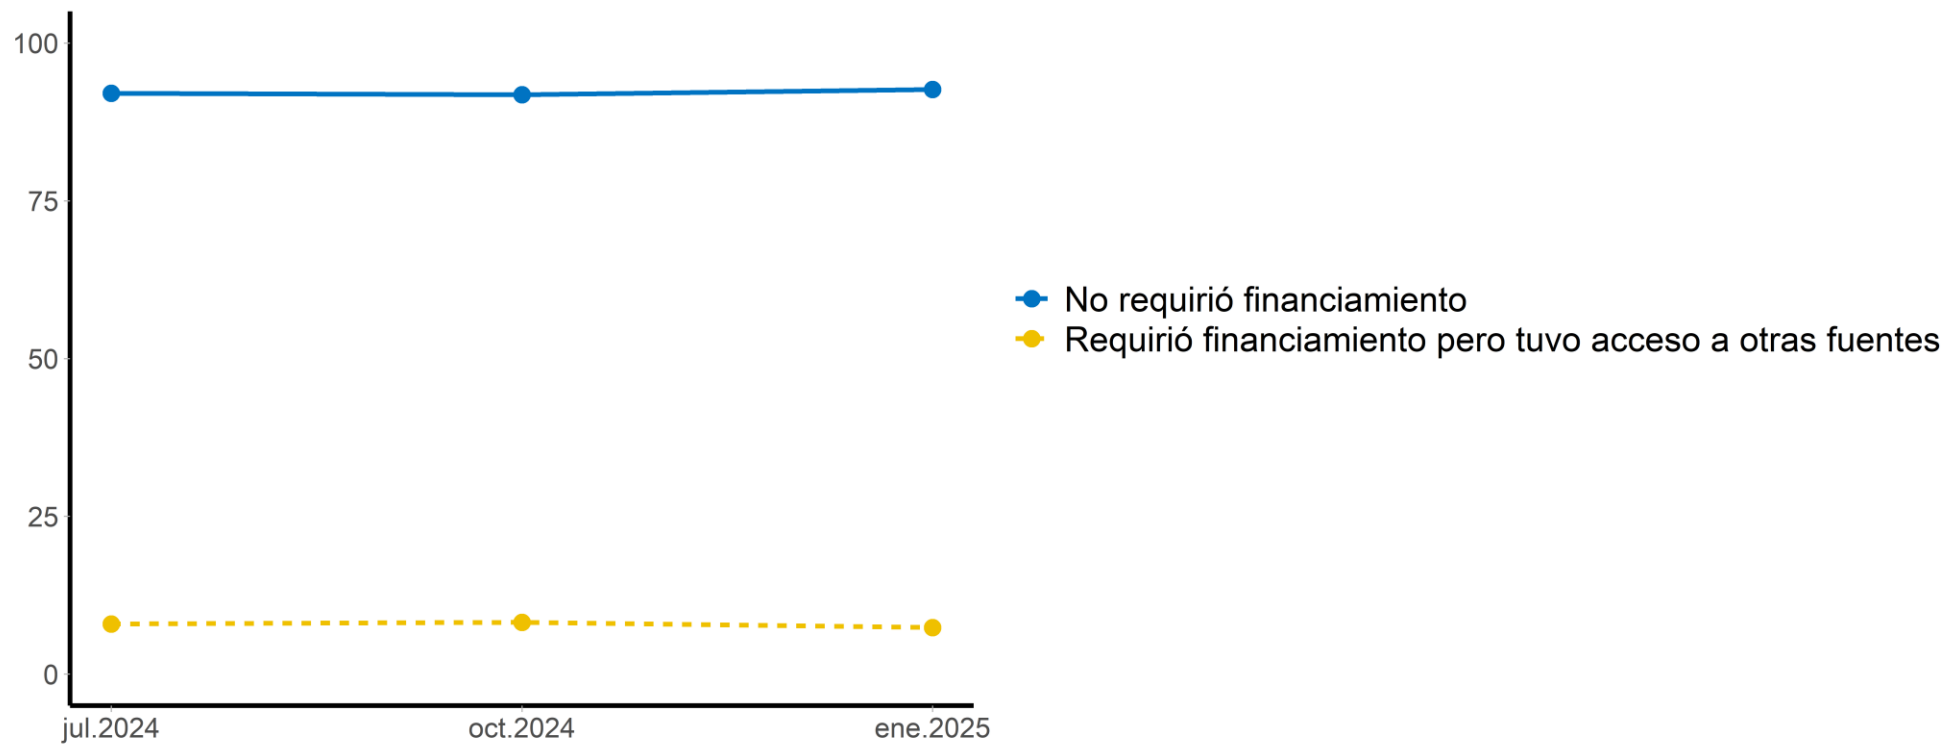 100
75
50
25
0
jul.2024
oct.2024
ene.2025
No requirió financiamiento
Requirió financiamiento pero tuvo acceso a otras fuentes